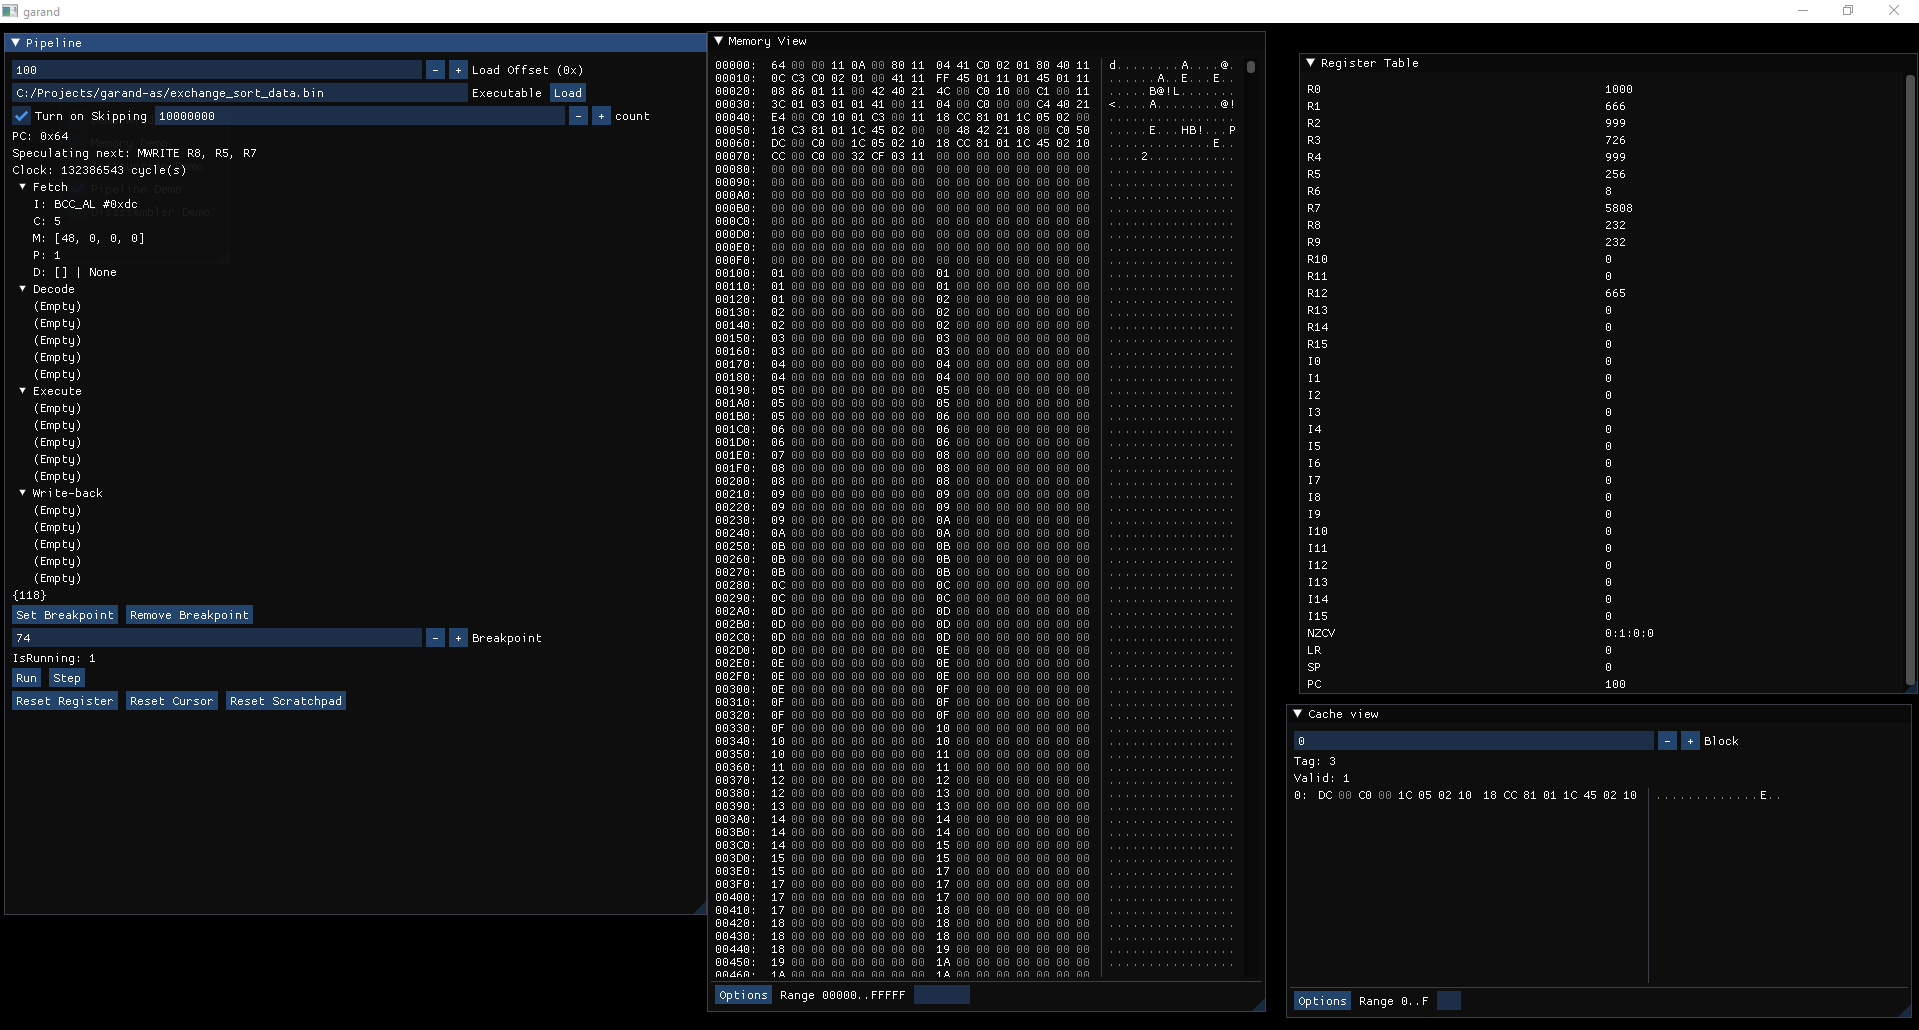 garand
Pipeline
100 - + Load Offset (0x)
C:/Projects/garand-as/exchange_sort_data.bin Executable Load
Turn on Skipping 10000000 - + count
PC: 0x64
Speculating next: MWRITE R8, R5, R7
Clock: 132386543 cycle(s)
Fetch
I: BCC_AL #0xdc
C: 5
M: [48, 0, 0, 0]
P: 1
D: [] | None
Decode
(Empty)
(Empty)
(Empty)
(Empty)
(Empty)
Execute
(Empty)
(Empty)
(Empty)
(Empty)
(Empty)
Write-back
(Empty)
(Empty)
(Empty)
(Empty)
(Empty)
{118}
Set Breakpoint Remove Breakpoint
74 - + Breakpoint
IsRunning: 1
Run Step
Reset Register Reset Cursor Reset Scratchpad
Memory View
00000: 64 00 00 11 0A 00 80 11 04 41 C0 02 01 80 40 11 d........A....@.
00010: 0C C3 C0 02 01 00 41 11 FF 45 01 11 01 45 01 11 ......A..E...E..
00020: 08 86 01 11 00 42 40 21 4C 00 C0 10 00 C1 00 11 .....B@!L.......
00030: 3C 01 03 01 01 41 00 11 04 00 C0 00 00 C4 40 21 <....A........@!
00040: E4 00 C0 10 01 C3 00 11 18 CC 81 01 1C 05 02 00 ................
00050: 18 C3 81 01 1C 45 02 00 00 48 42 21 08 00 C0 50 .....E...HB!...P
00060: DC 00 C0 00 1C 05 02 10 18 CC 81 01 1C 45 02 10 .............E..
00070: CC 00 C0 00 32 CF 03 11 00 00 00 00 00 00 00 00 ....2...........
00080: 00 00 00 00 00 00 00 00 00 00 00 00 00 00 00 00 ................
00090: 00 00 00 00 00 00 00 00 00 00 00 00 00 00 00 00 ................
000A0: 00 00 00 00 00 00 00 00 00 00 00 00 00 00 00 00 ................
000B0: 00 00 00 00 00 00 00 00 00 00 00 00 00 00 00 00 ................
000C0: 00 00 00 00 00 00 00 00 00 00 00 00 00 00 00 00 ................
000D0: 00 00 00 00 00 00 00 00 00 00 00 00 00 00 00 00 ................
000E0: 00 00 00 00 00 00 00 00 00 00 00 00 00 00 00 00 ................
000F0: 00 00 00 00 00 00 00 00 00 00 00 00 00 00 00 00 ................
00100: 01 00 00 00 00 00 00 00 01 00 00 00 00 00 00 00 ................
00110: 01 00 00 00 00 00 00 00 01 00 00 00 00 00 00 00 ................
00120: 01 00 00 00 00 00 00 00 02 00 00 00 00 00 00 00 ................
00130: 02 00 00 00 00 00 00 00 02 00 00 00 00 00 00 00 ................
00140: 02 00 00 00 00 00 00 00 02 00 00 00 00 00 00 00 ................
00150: 03 00 00 00 00 00 00 00 03 00 00 00 00 00 00 00 ................
00160: 03 00 00 00 00 00 00 00 03 00 00 00 00 00 00 00 ................
00170: 04 00 00 00 00 00 00 00 04 00 00 00 00 00 00 00 ................
00180: 04 00 00 00 00 00 00 00 04 00 00 00 00 00 00 00 ................
00190: 05 00 00 00 00 00 00 00 05 00 00 00 00 00 00 00 ................
001A0: 05 00 00 00 00 00 00 00 05 00 00 00 00 00 00 00 ................
001B0: 05 00 00 00 00 00 00 00 06 00 00 00 00 00 00 00 ................
001C0: 06 00 00 00 00 00 00 00 06 00 00 00 00 00 00 00 ................
001D0: 06 00 00 00 00 00 00 00 06 00 00 00 00 00 00 00 ................
001E0: 07 00 00 00 00 00 00 00 08 00 00 00 00 00 00 00 ................
001F0: 08 00 00 00 00 00 00 00 08 00 00 00 00 00 00 00 ................
00200: 08 00 00 00 00 00 00 00 08 00 00 00 00 00 00 00 ................
00210: 09 00 00 00 00 00 00 00 09 00 00 00 00 00 00 00 ................
00220: 09 00 00 00 00 00 00 00 09 00 00 00 00 00 00 00 ................
00230: 09 00 00 00 00 00 00 00 0A 00 00 00 00 00 00 00 ................
00240: 0A 00 00 00 00 00 00 00 0A 00 00 00 00 00 00 00 ................
00250: 0B 00 00 00 00 00 00 00 0B 00 00 00 00 00 00 00 ................
00260: 0B 00 00 00 00 00 00 00 0B 00 00 00 00 00 00 00 ................
00270: 0B 00 00 00 00 00 00 00 0B 00 00 00 00 00 00 00 ................
00280: 0C 00 00 00 00 00 00 00 0C 00 00 00 00 00 00 00 ................
00290: 0C 00 00 00 00 00 00 00 0C 00 00 00 00 00 00 00 ................
002A0: 0D 00 00 00 00 00 00 00 0D 00 00 00 00 00 00 00 ................
002B0: 0D 00 00 00 00 00 00 00 0D 00 00 00 00 00 00 00 ................
002C0: 0D 00 00 00 00 00 00 00 0D 00 00 00 00 00 00 00 ................
002D0: 0D 00 00 00 00 00 00 00 0E 00 00 00 00 00 00 00 ................
002E0: 0E 00 00 00 00 00 00 00 0E 00 00 00 00 00 00 00 ................
002F0: 0E 00 00 00 00 00 00 00 0E 00 00 00 00 00 00 00 ................
00300: 0E 00 00 00 00 00 00 00 0F 00 00 00 00 00 00 00 ................
00310: 0F 00 00 00 00 00 00 00 0F 00 00 00 00 00 00 00 ................
00320: 0F 00 00 00 00 00 00 00 0F 00 00 00 00 00 00 00 ................
00330: 0F 00 00 00 00 00 00 00 10 00 00 00 00 00 00 00 ................
00340: 10 00 00 00 00 00 00 00 10 00 00 00 00 00 00 00 ................
00350: 10 00 00 00 00 00 00 00 11 00 00 00 00 00 00 00 ................
00360: 11 00 00 00 00 00 00 00 11 00 00 00 00 00 00 00 ................
00370: 12 00 00 00 00 00 00 00 12 00 00 00 00 00 00 00 ................
00380: 12 00 00 00 00 00 00 00 13 00 00 00 00 00 00 00 ................
00390: 13 00 00 00 00 00 00 00 13 00 00 00 00 00 00 00 ................
003A0: 14 00 00 00 00 00 00 00 14 00 00 00 00 00 00 00 ................
003B0: 14 00 00 00 00 00 00 00 14 00 00 00 00 00 00 00 ................
003C0: 14 00 00 00 00 00 00 00 15 00 00 00 00 00 00 00 ................
003D0: 15 00 00 00 00 00 00 00 15 00 00 00 00 00 00 00 ................
003E0: 15 00 00 00 00 00 00 00 17 00 00 00 00 00 00 00 ................
003F0: 17 00 00 00 00 00 00 00 17 00 00 00 00 00 00 00 ................
00400: 17 00 00 00 00 00 00 00 17 00 00 00 00 00 00 00 ................
00410: 17 00 00 00 00 00 00 00 18 00 00 00 00 00 00 00 ................
00420: 18 00 00 00 00 00 00 00 18 00 00 00 00 00 00 00 ................
00430: 18 00 00 00 00 00 00 00 18 00 00 00 00 00 00 00 ................
00440: 18 00 00 00 00 00 00 00 19 00 00 00 00 00 00 00 ................
00450: 19 00 00 00 00 00 00 00 1A 00 00 00 00 00 00 00 ................
00460: 1A 00 00 00 00 00 00 00 1A 00 00 00 00 00 00 00
Options Range 00000..FFFFF
Register Table
R0 1000
R1 666
R2 999
R3 726
R4 999
R5 256
R6 8
R7 5808
R8 232
R9 232
R10 0
R11 0
R12 665
R13 0
R14 0
R15 0
I0 0
I1 0
I2 0
I3 0
I4 0
I5 0
I6 0
I7 0
I8 0
I9 0
I10 0
I11 0
I12 0
I13 0
I14 0
I15 0
NZCV 0:1:0:0
LR 0
SP 0
PC 100
Cache view
0 - + Block
Tag: 3
Valid: 1
0: DC 00 C0 00 1C 05 02 10 18 CC 81 01 1C 45 02 10 .............E..
Options Range 0..F